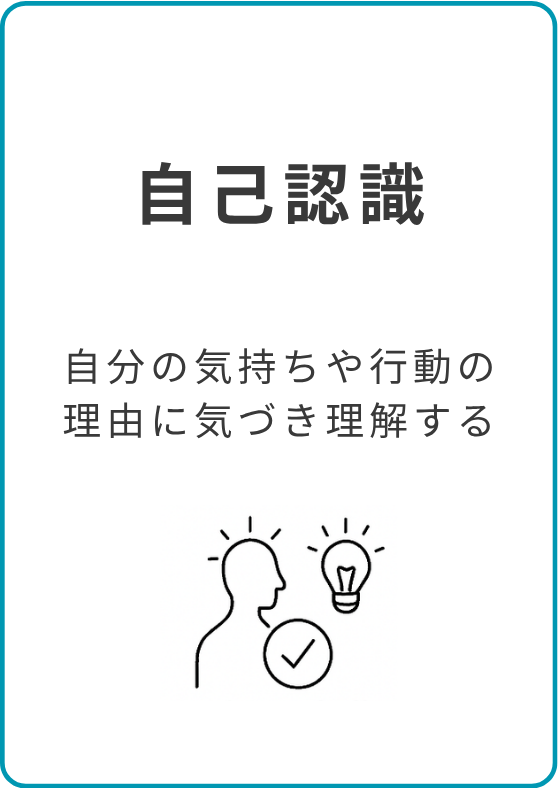 自己認識
自分の気持ちや行動の
理由に気づき理解する